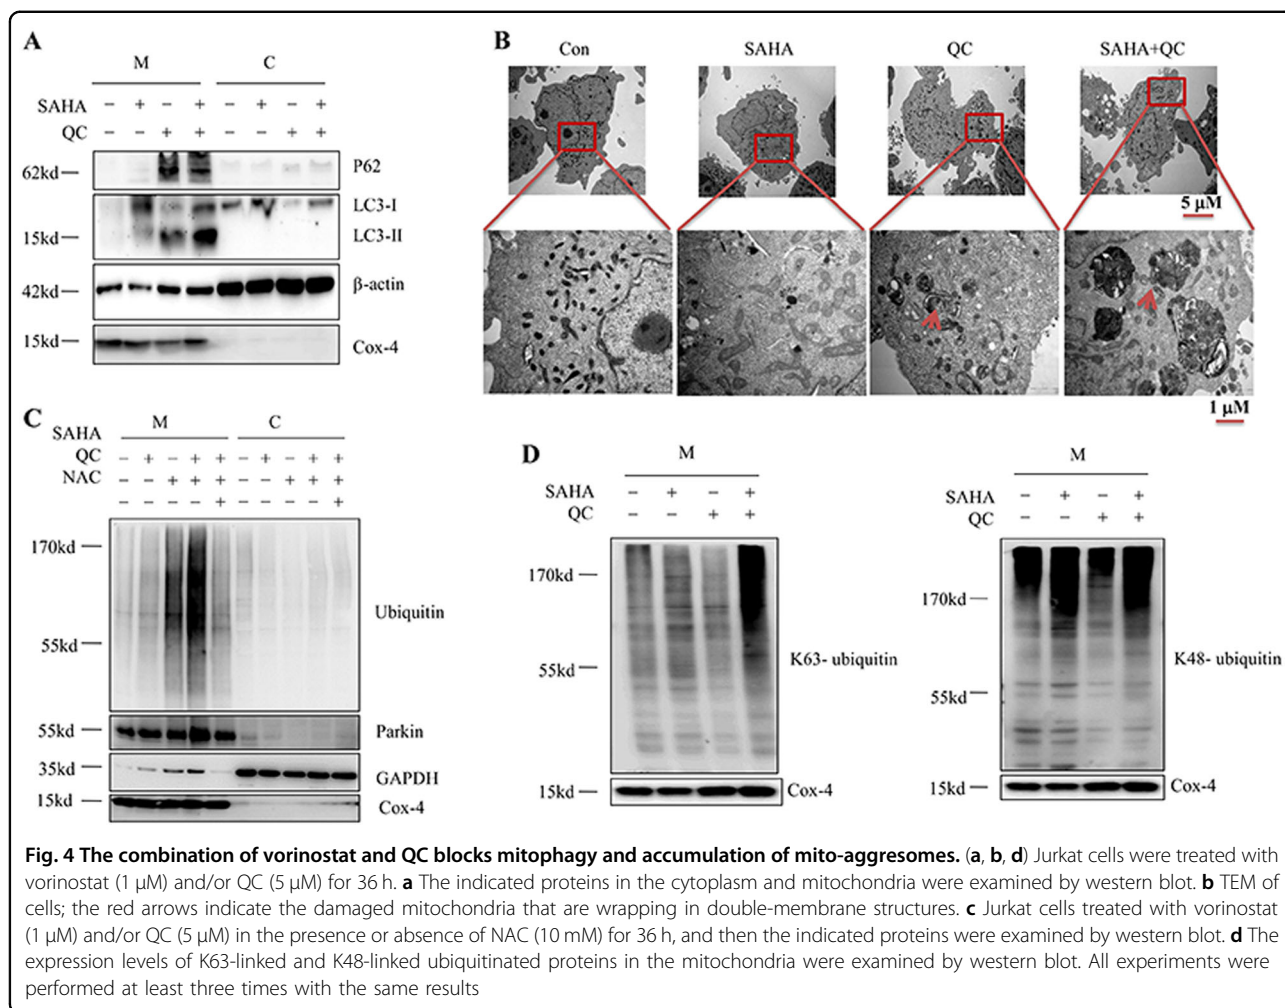 A
M C
SAHA – + – + – + – +
QC – – + + – – + +
P62
62kd
LC3-I
LC3-II
15kd
β-actin
42kd
Cox-4
15kd
B
Con SAHA QC SAHA+QC
5 μM
1 μM
C
M C
SAHA
QC – + – + + – + – + +
NAC – – + + + – – + + +
– – – – + – – – – +
170kd
Ubiquitin
55kd
55kd Parkin
35kd
GAPDH
15kd
Cox-4
D
M
SAHA – + – +
QC – – + +
170kd
K63- ubiquitin
55kd
15kd Cox-4
M
SAHA – + – +
QC – – + +
170kd
K48- ubiquitin
55kd
15kd Cox-4
Fig. 4 The combination of vorinostat and QC blocks mitophagy and accumulation of mito-aggresomes. (a, b, d) Jurkat cells were treated with
vorinostat (1 μM) and/or QC (5 μM) for 36 h. a The indicated proteins in the cytoplasm and mitochondria were examined by western blot. b TEM of
cells; the red arrows indicate the damaged mitochondria that are wrapping in double-membrane structures. c Jurkat cells treated with vorinostat
(1 μM) and/or QC (5 μM) in the presence or absence of NAC (10 mM) for 36 h, and then the indicated proteins were examined by western blot. d The
expression levels of K63-linked and K48-linked ubiquitinated proteins in the mitochondria were examined by western blot. All experiments were
performed at least three times with the same results